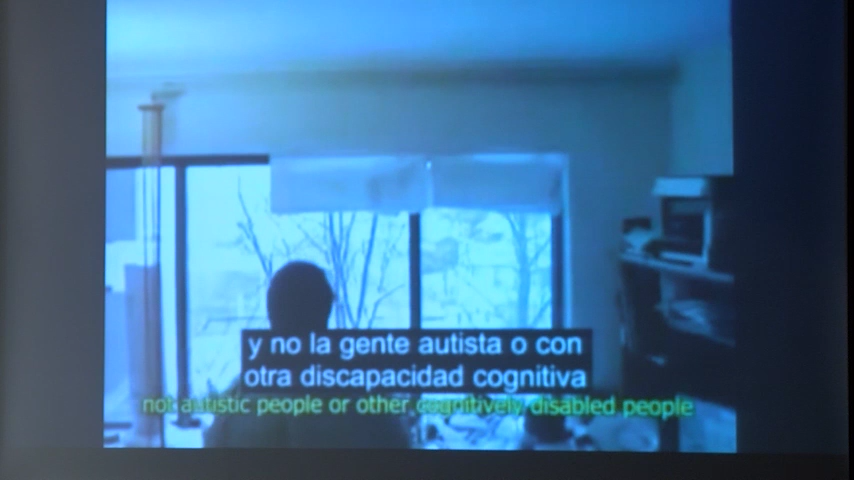 y no la gente autista o con
otra discapacidad cognitiva
not autistic people or other cognitively disabled people